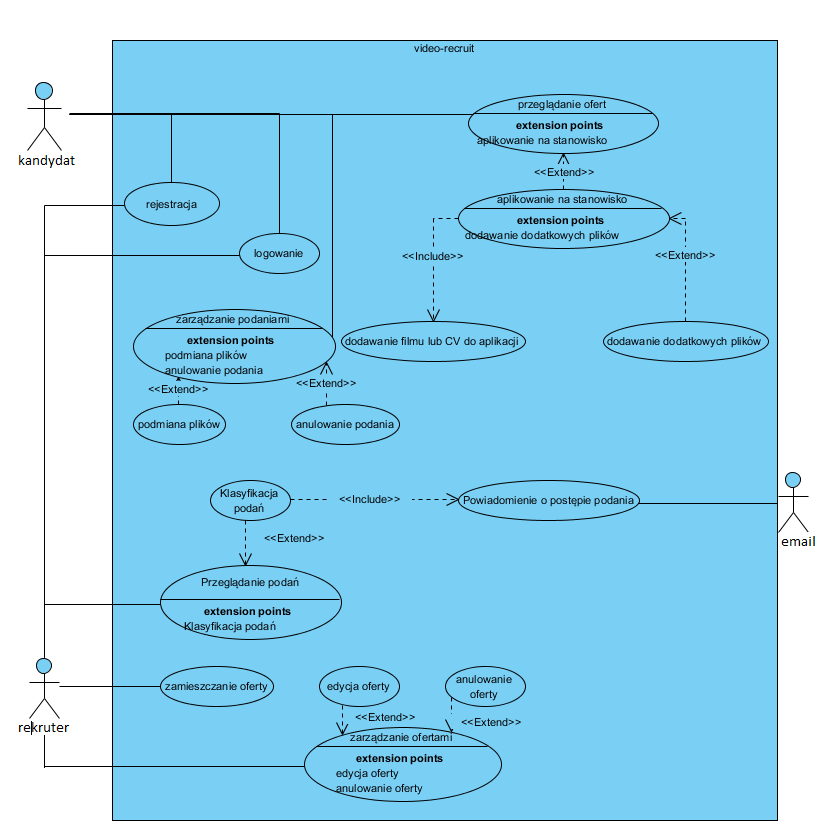 video-recruit
kandydat
przeglądanie ofert
extension points
aplikowanie na stanowisko
<<Extend>>
aplikowanie na stanowisko
extension points
dodawanie dodatkowych plików
rejestracja
logowanie
<<Include>>
<<Extend>>
zarządzanie podaniami
extension points
podmiana plików
anulowanie podania
dodawanie filmu lub CV do aplikacji
dodawanie dodatkowych plików
<<Extend>>
<<Extend>>
podmiana plików
anulowanie podania
Klasyfikacja
podań
<<Include>>
Powiadomienie o postępie podania
email
<<Extend>>
Przeglądanie podań
extension points
Klasyfikacja podań
rekruter
zamieszczanie oferty
edycja oferty
anulowanie
oferty
<<Extend>>
<<Extend>>
zarządzanie ofertami
extension points
edycja oferty
anulowanie oferty